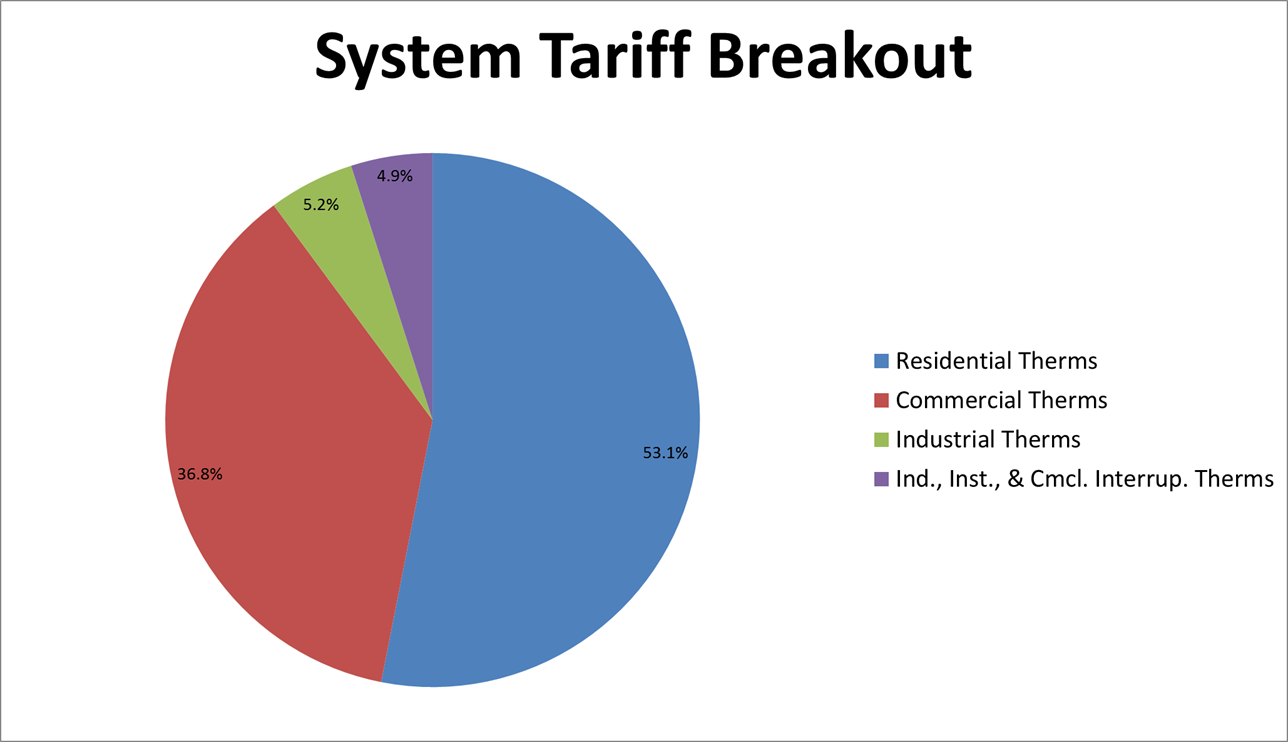 System Tariff Breakout
4.9%
5.2%
53.1%
36.8%
Residential Therms
Commercial Therms
Industrial Therms
Ind., Inst., & Cmcl. Interrup. Therms